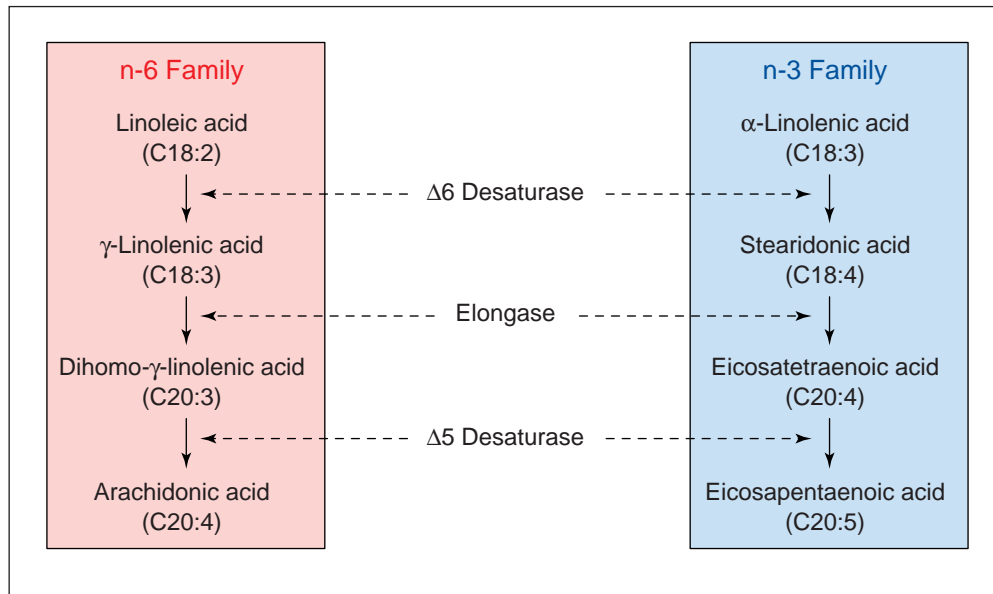 n-6 Family
Linoleic acid
(C18:2)
γ-Linolenic acid
(C18:3)
Dihomo-γ-linolenic acid
(C20:3)
Arachidonic acid
(C20:4)
Δ6 Desaturase
Elongase
Δ5 Desaturase
n-3 Family
α-Linolenic acid
(C18:3)
Stearidonic acid
(C18:4)
Eicosatetraenoic acid
(C20:4)
Eicosapentaenoic acid
(C20:5)